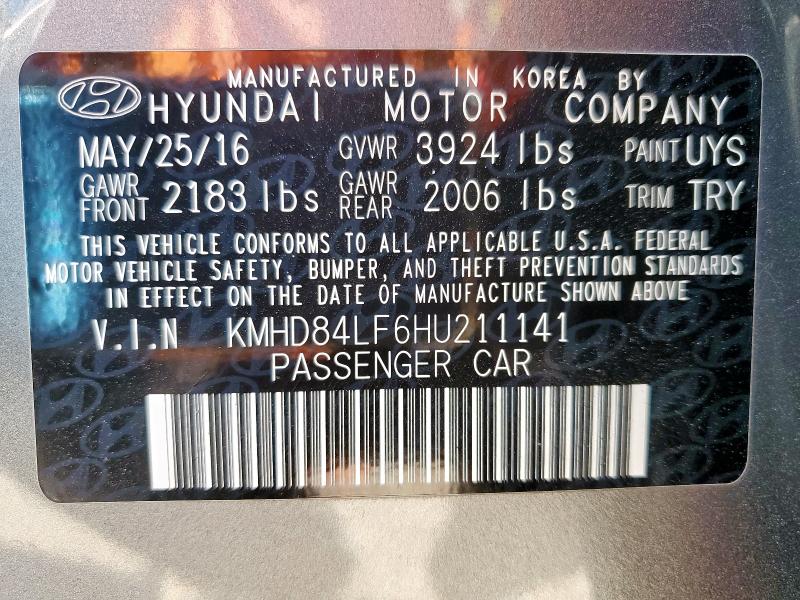 MANUFACTURED IN KOREA BY
HYUNDAI MOTOR COMPANY
MAY/25/16 GVWR 3924 lbs PAINT UYS
GAWR FRONT 2183 lbs GAWR REAR 2006 lbs TRIM TRY
THIS VEHICLE CONFORMS TO ALL APPLICABLE U.S.A. FEDERAL
MOTOR VEHICLE SAFETY, BUMPER, AND THEFT PREVENTION STANDARDS
IN EFFECT ON THE DATE OF MANUFACTURE SHOWN ABOVE
V.I.N KMHD84LF6HU211141
PASSENGER CAR